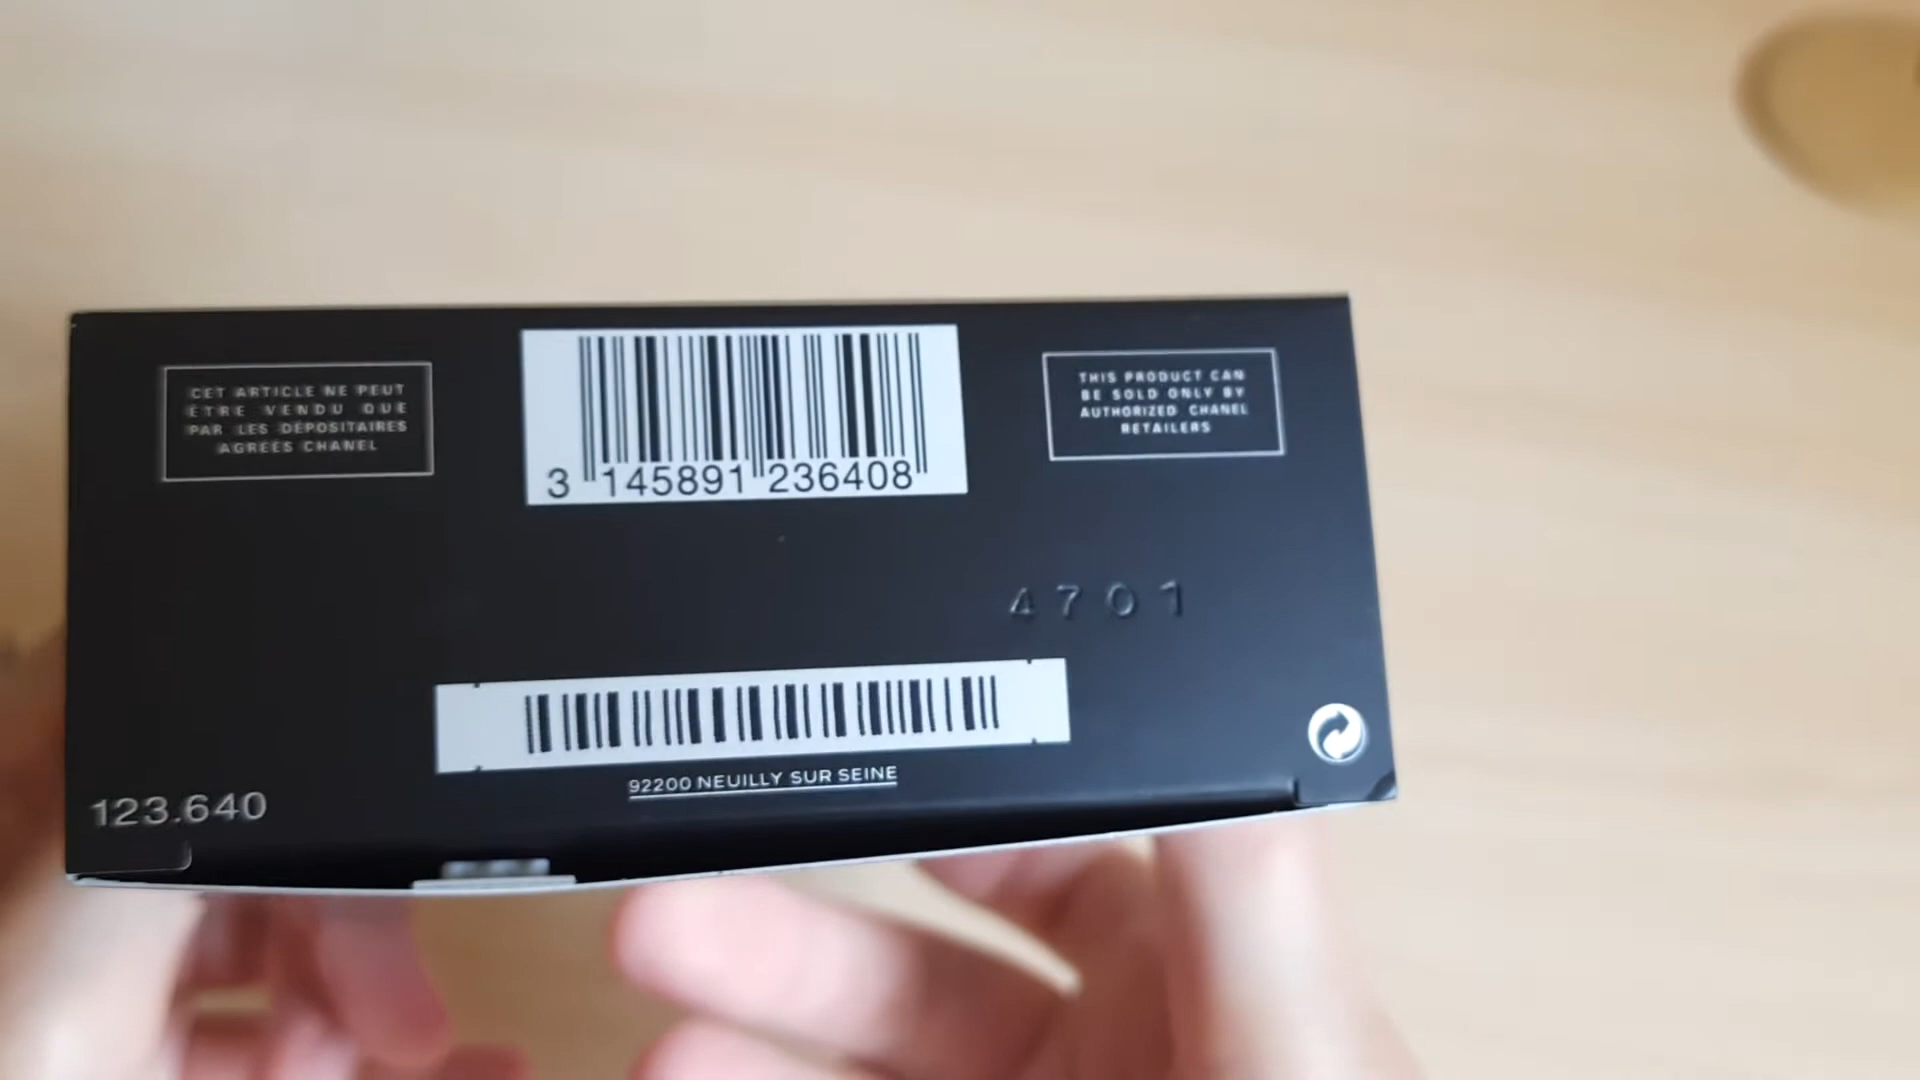 CET ARTICLE NE PEUT
ÊTRE VENDU QUE
PAR LES DÉPOSITAIRES
AGRÉÉS CHANEL
3 145891 236408
THIS PRODUCT CAN
BE SOLD ONLY BY
AUTHORIZED CHANEL
RETAILERS
4701
92200 NEUILLY SUR SEINE
123.640